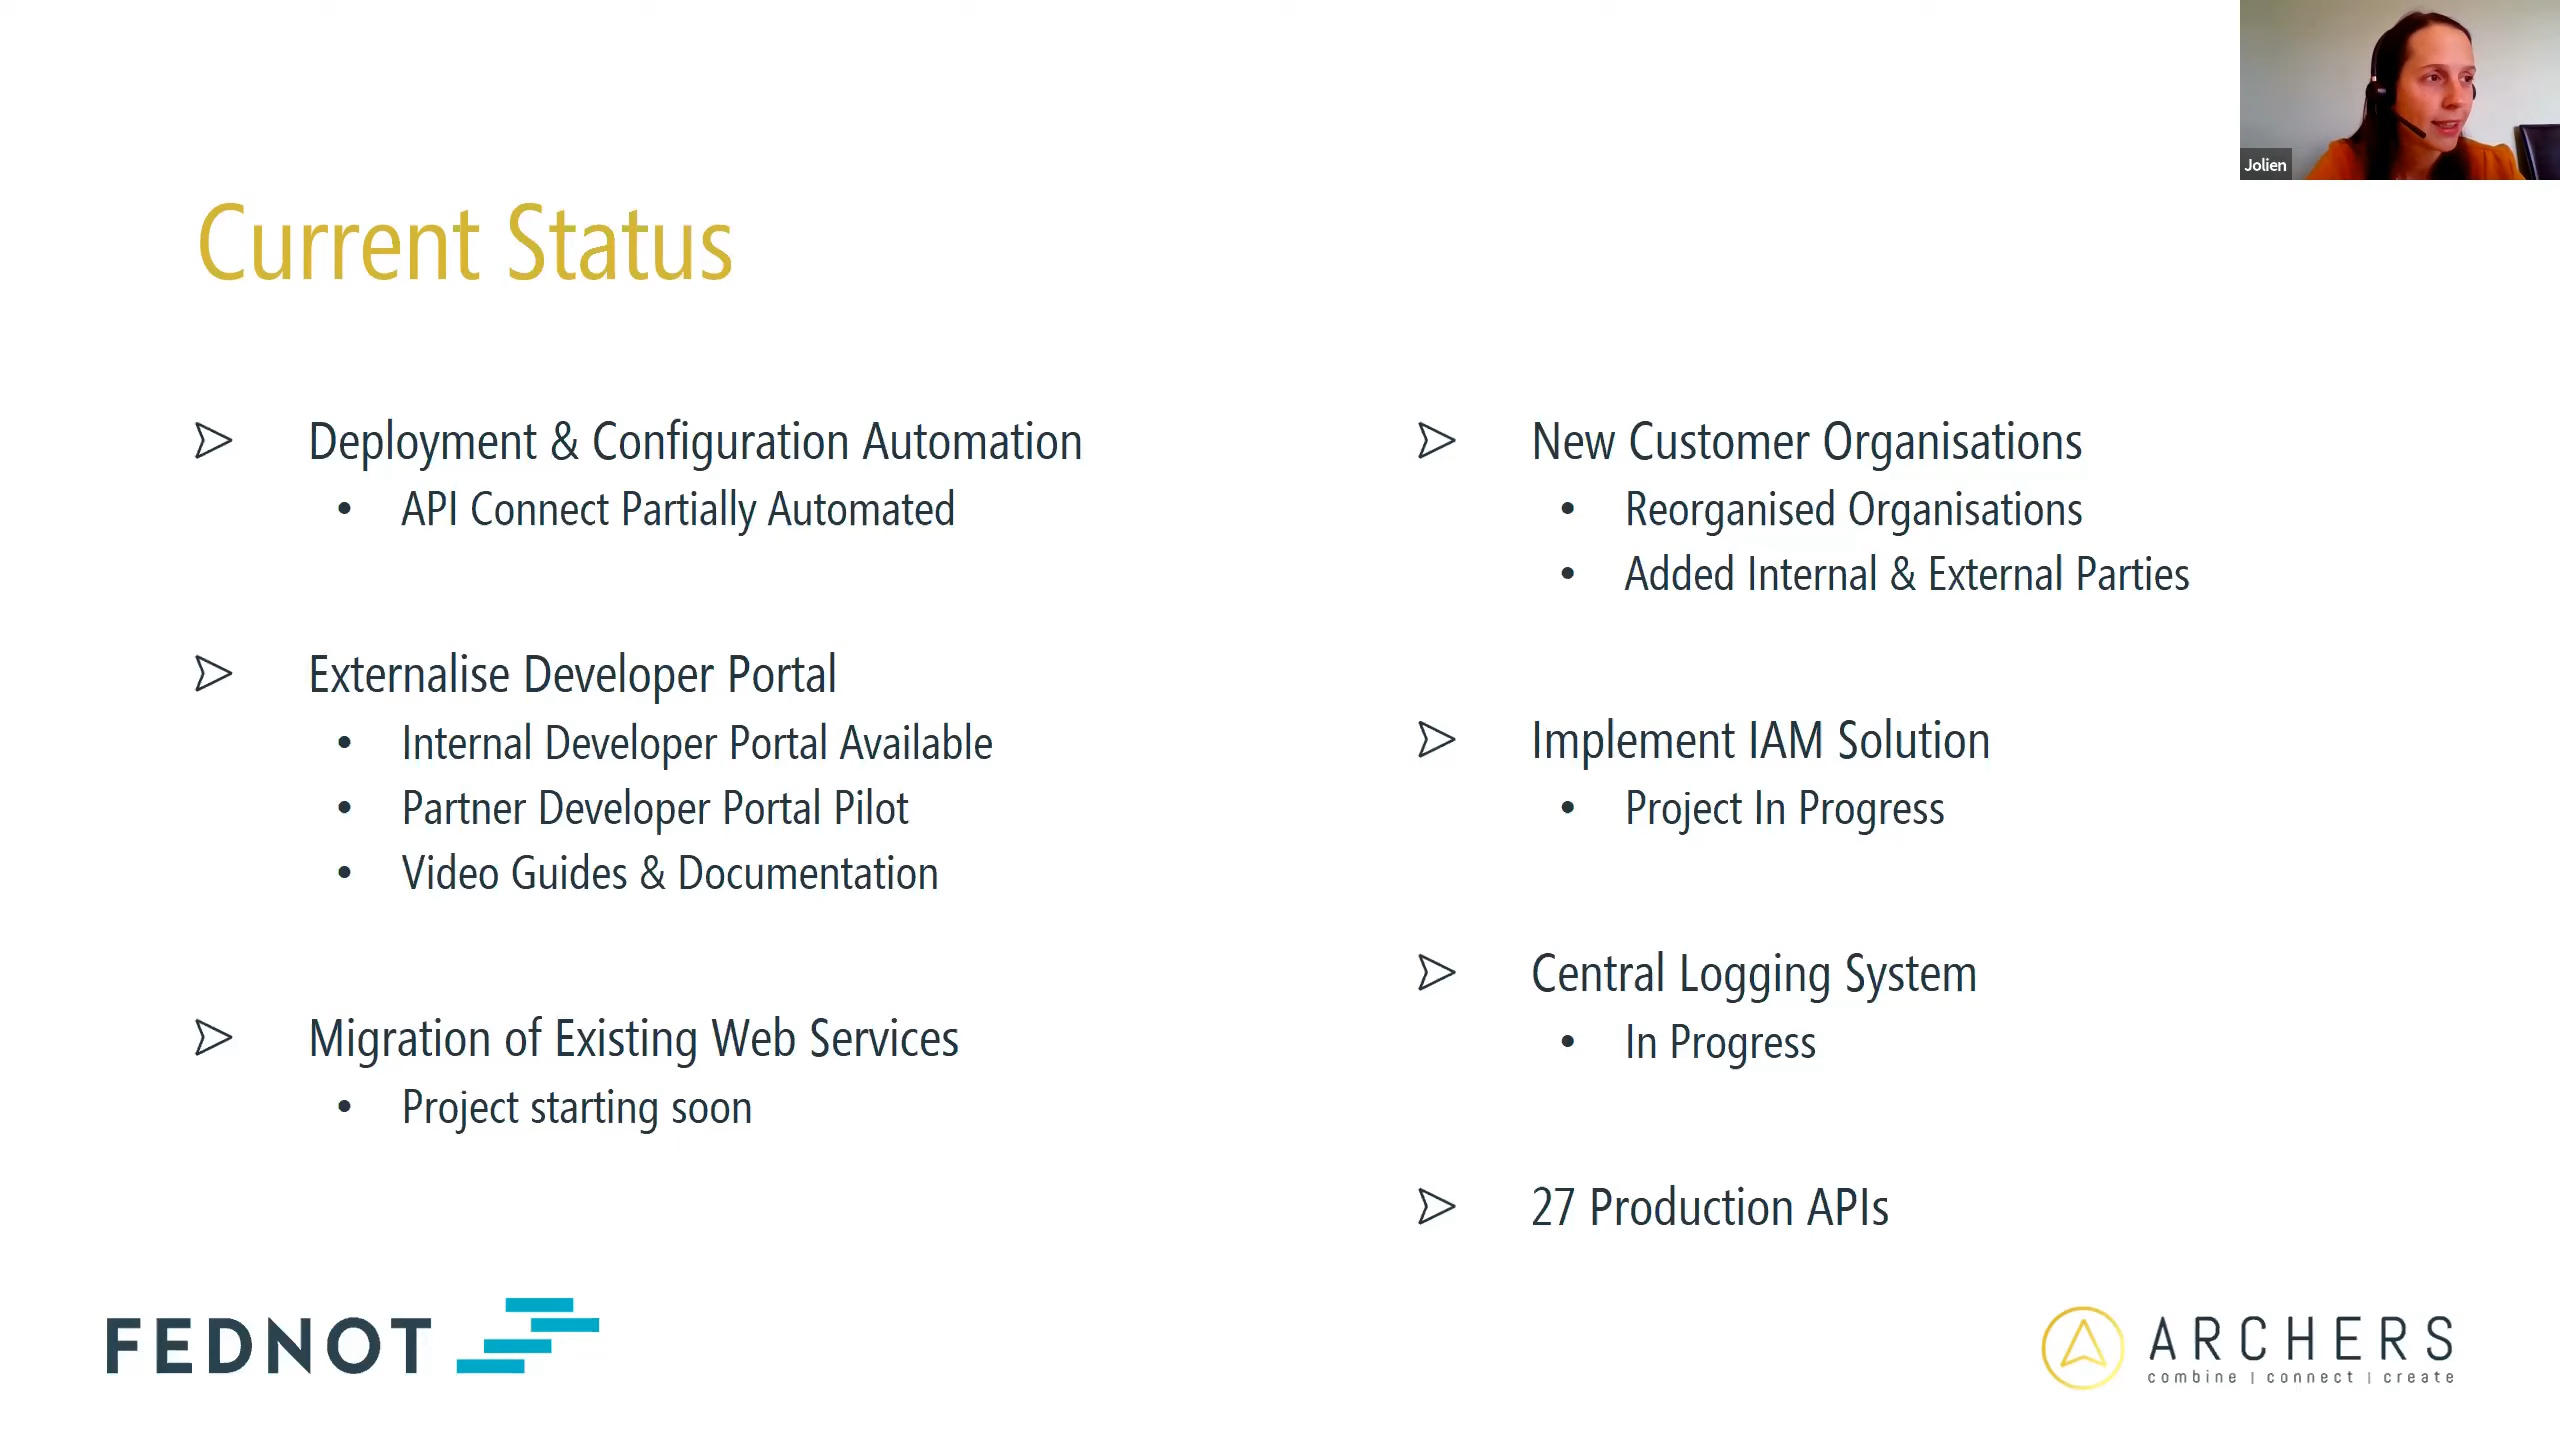 Jolien
Current Status
Deployment & Configuration Automation
• API Connect Partially Automated
Externalise Developer Portal
• Internal Developer Portal Available
• Partner Developer Portal Pilot
• Video Guides & Documentation
Migration of Existing Web Services
• Project starting soon
New Customer Organisations
• Reorganised Organisations
• Added Internal & External Parties
Implement IAM Solution
• Project In Progress
Central Logging System
• In Progress
27 Production APIs
FEDNOT
ARCHERS
combine | connect | create